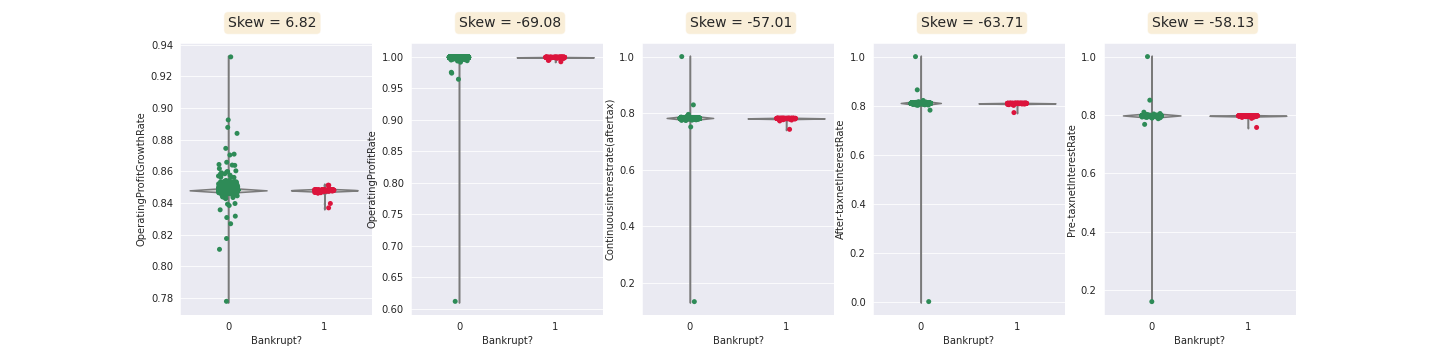 Skew = 6.82
OperatingProfitGrowthRate
0.94
0.92
0.90
0.88
0.86
0.84
0.82
0.80
0.78
0
1
Bankrupt?
Skew = -69.08
OperatingProfitRate
1.00
0.95
0.90
0.85
0.80
0.75
0.70
0.65
0.60
0
1
Bankrupt?
Skew = -57.01
Continuousinterestrate(aftertax)
1.0
0.8
0.6
0.4
0.2
0
1
Bankrupt?
Skew = -63.71
After-taxnetInterestRate
1.0
0.8
0.6
0.4
0.2
0.0
0
1
Bankrupt?
Skew = -58.13
Pre-taxnetInterestRate
1.0
0.8
0.6
0.4
0.2
0
1
Bankrupt?